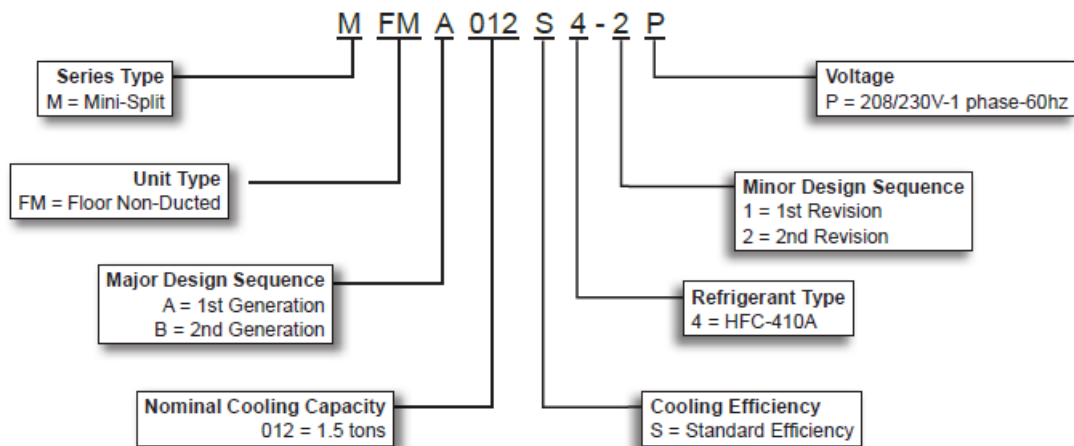 M FM A 012 S 4 - 2 P
Series Type
M = Mini-Split
Voltage
P = 208/230V-1 phase-60hz
Unit Type
FM = Floor Non-Ducted
Minor Design Sequence
1 = 1st Revision
2 = 2nd Revision
Major Design Sequence
A = 1st Generation
B = 2nd Generation
Refrigerant Type
4 = HFC-410A
Nominal Cooling Capacity
012 = 1.5 tons
Cooling Efficiency
S = Standard Efficiency